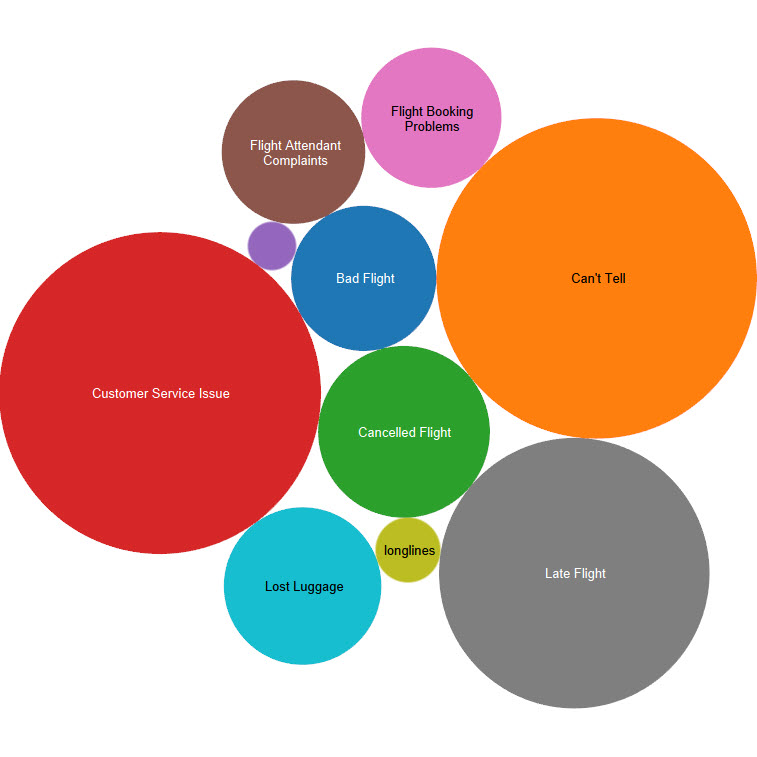 Flight Booking
Problems
Flight Attendant
Complaints
Bad Flight
Can't Tell
Customer Service Issue
Cancelled Flight
longlines
Late Flight
Lost Luggage